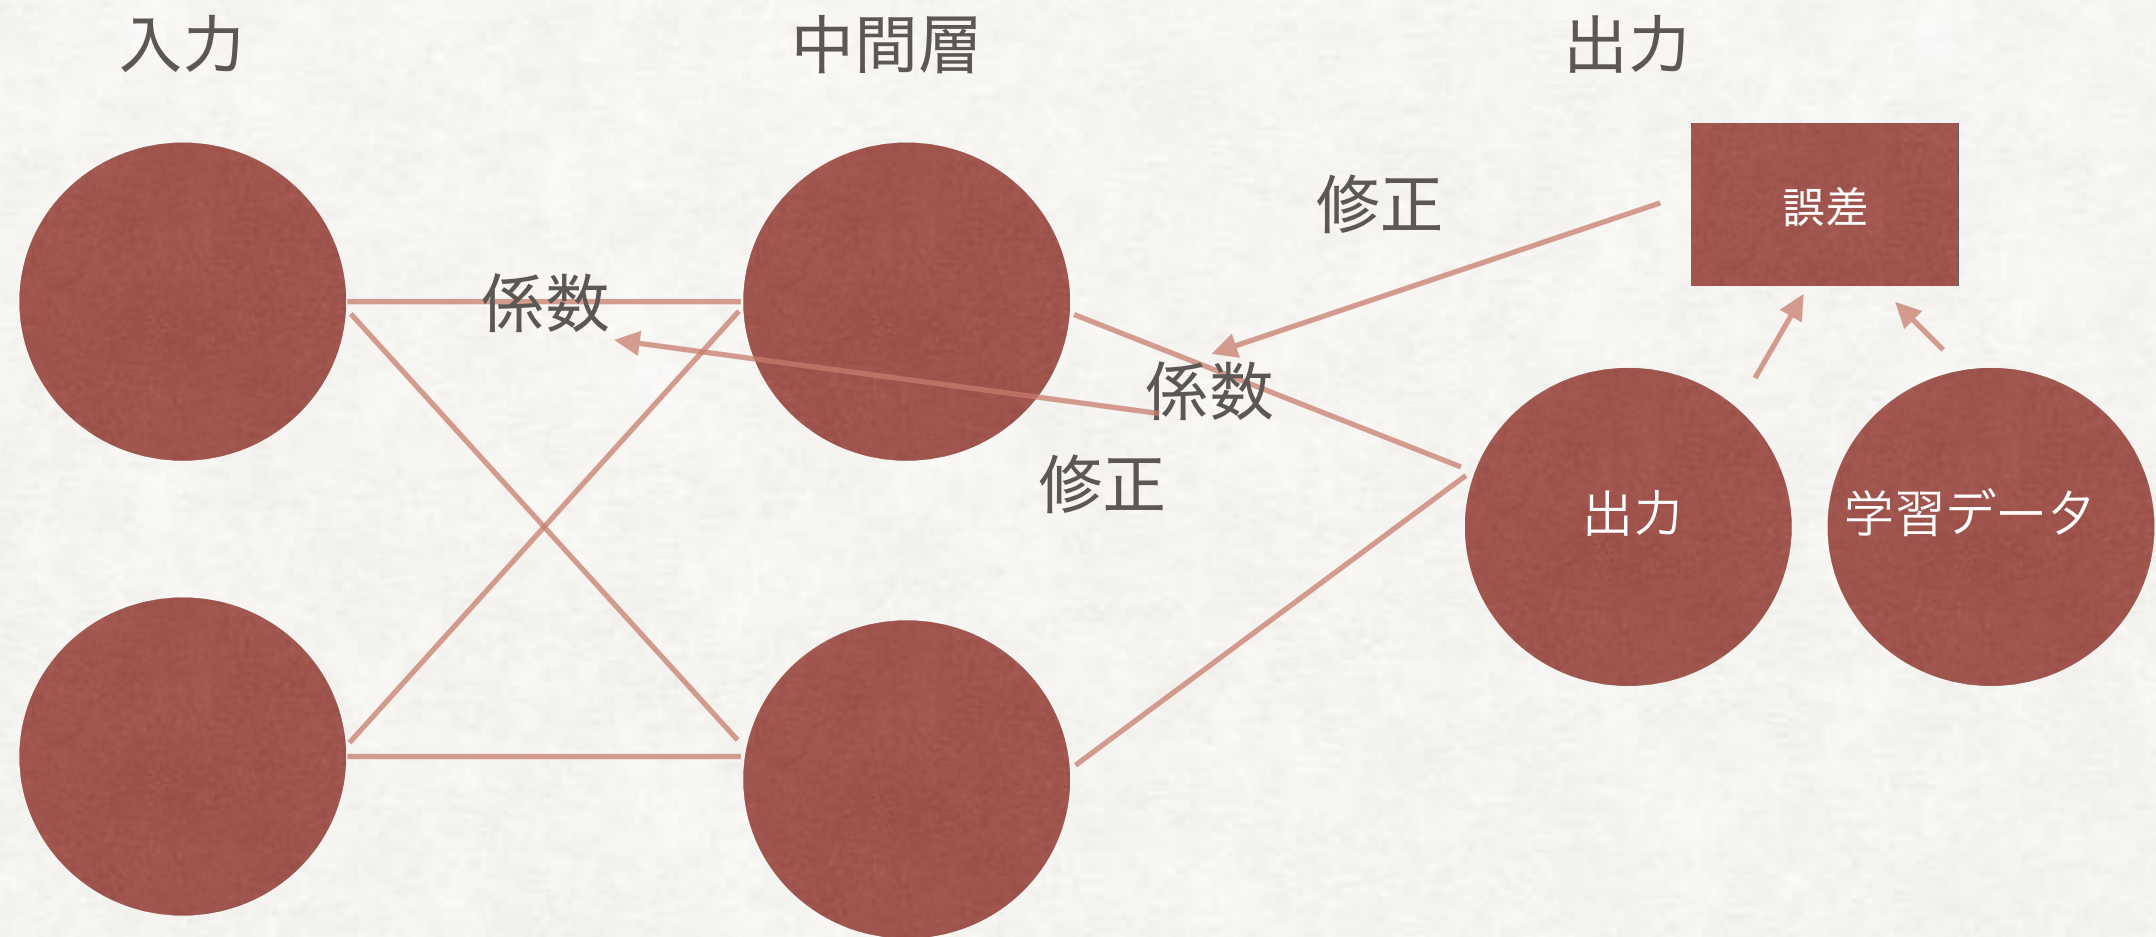 入力
中間層
出力
誤差
修正
係数
係数
修正
出力
学習データ